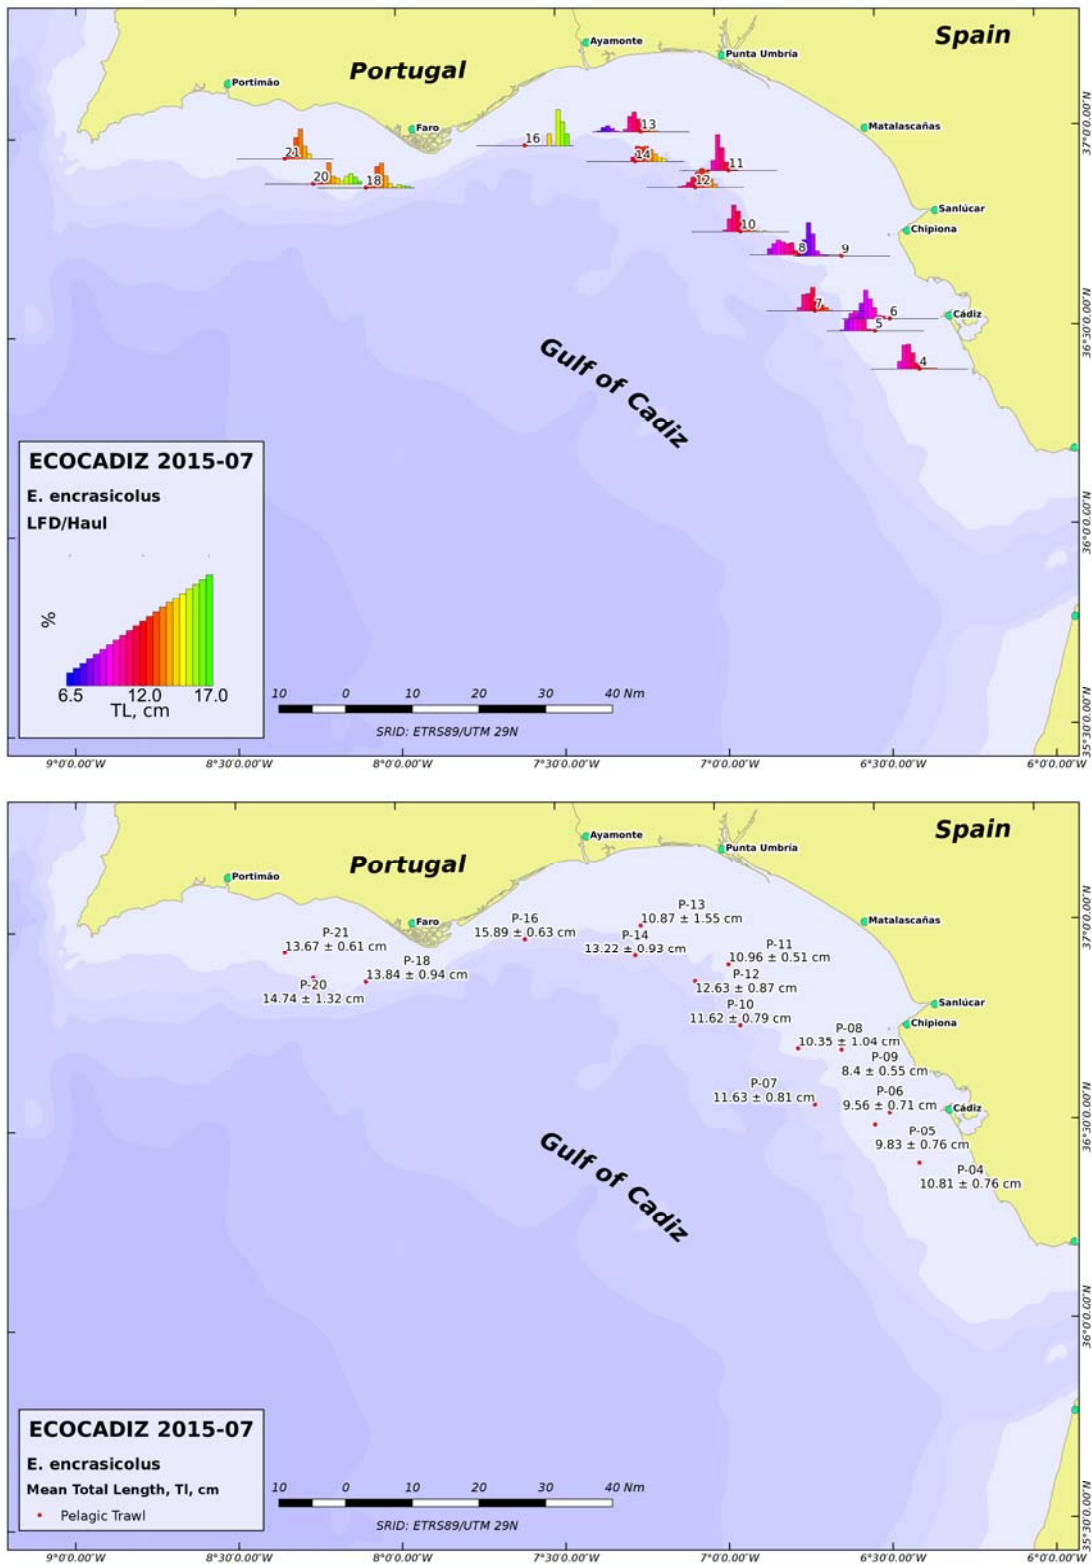 Spain
Ayamonte
Punta Umbría
Portugal
Portimão
Matalascañas
Faro
13
16
21
14
11
20
18
12
Sanlúcar
10
Chipiona
8
9
7
6
Cádiz
5
4
Gulf of Cadiz
37°0'0.00"N
36°30'0.00"N
36°0'0.00"N
35°30'0.00"N
ECOCADIZ 2015-07
E. encrasicolus
LFD/Haul
%
6.5 12.0 17.0
TL, cm
10 0 10 20 30 40 Nm
SRID: ETRS89/UTM 29N
9°0'0.00"W 8°30'0.00"W 8°0'0.00"W 7°30'0.00"W 7°0'0.00"W 6°30'0.00"W 6°0'0.00"W
Spain
Ayamonte
Punta Umbría
Portugal
Portimão
Matalascañas
Faro
P-13
10.87 ± 1.55 cm
P-16
15.89 ± 0.63 cm
P-21
13.67 ± 0.61 cm
P-14
13.22 ± 0.93 cm
P-11
10.96 ± 0.51 cm
P-18
13.84 ± 0.94 cm
P-12
12.63 ± 0.87 cm
P-20
14.74 ± 1.32 cm
P-10
11.62 ± 0.79 cm
Sanlúcar
Chipiona
P-08
10.35 ± 1.04 cm
P-09
8.4 ± 0.55 cm
P-07
11.63 ± 0.81 cm
P-06
9.56 ± 0.71 cm
Cádiz
P-05
9.83 ± 0.76 cm
P-04
10.81 ± 0.76 cm
Gulf of Cadiz
37°0'0.00"N
36°30'0.00"N
36°0'0.00"N
35°30'0.00"N
ECOCADIZ 2015-07
E. encrasicolus
Mean Total Length, Tl, cm
Pelagic Trawl
10 0 10 20 30 40 Nm
SRID: ETRS89/UTM 29N
9°0'0.00"W 8°30'0.00"W 8°0'0.00"W 7°30'0.00"W 7°0'0.00"W 6°30'0.00"W 6°0'0.00"W